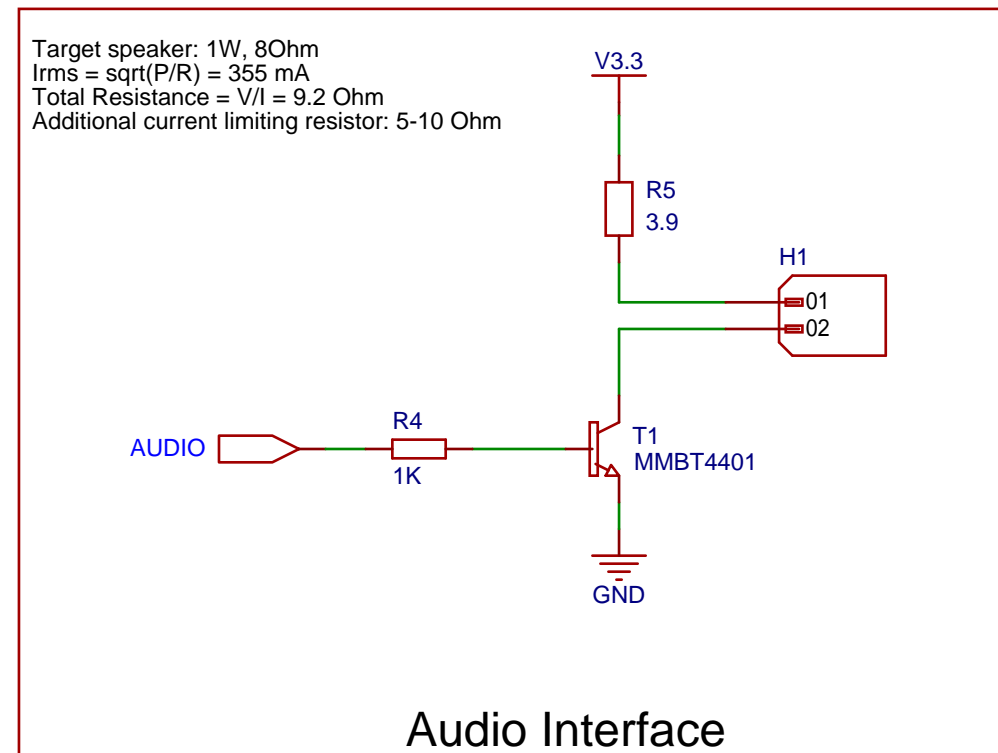 Target speaker: 1W, 8Ohm
Irms = sqrt(P/R) = 355 mA
Total Resistance = V/I = 9.2 Ohm
Additional current limiting resistor: 5-10 Ohm
V3.3
R5
3.9
H1
01
02
R4
AUDIO
1K
T1
MMBT4401
GND
Audio Interface